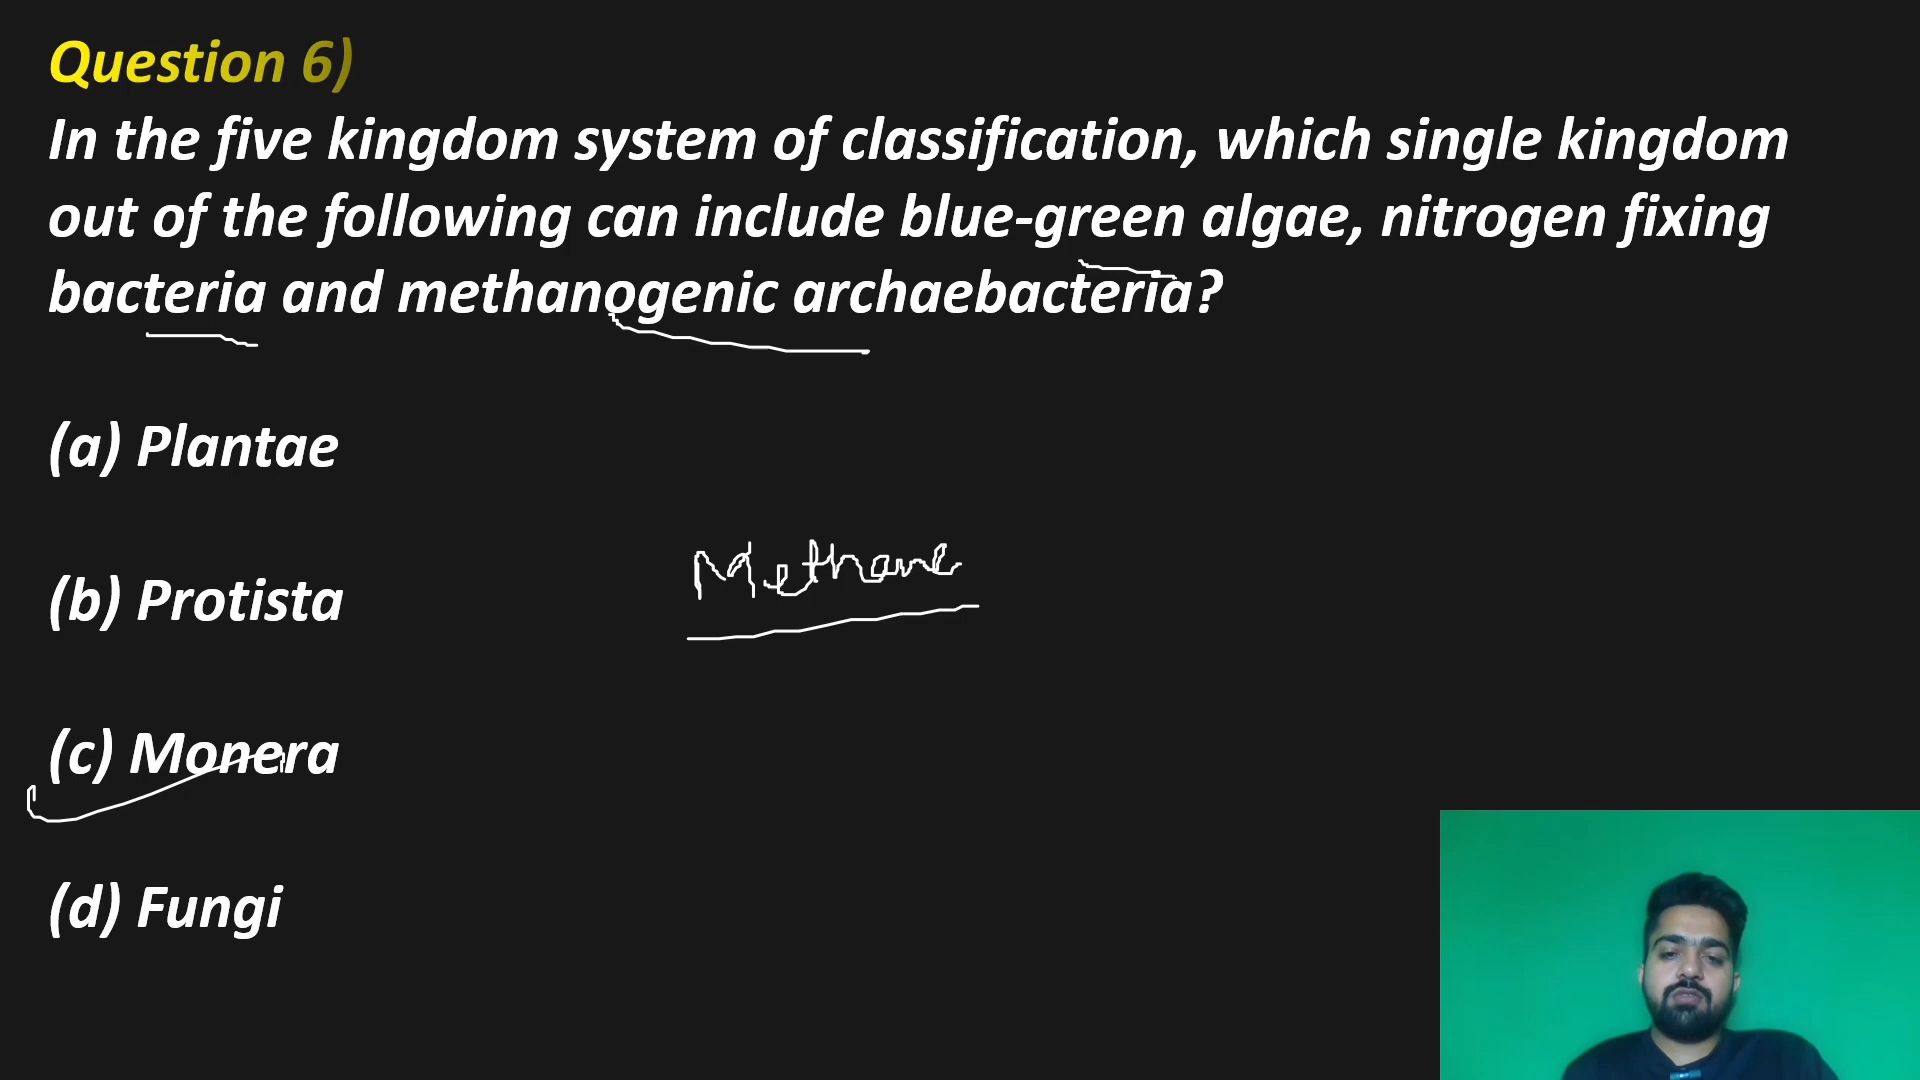 Question 6)
In the five kingdom system of classification, which single kingdom
out of the following can include blue-green algae, nitrogen fixing
bacteria and methanogenic archaebacteria?
(a) Plantae
Methane
(b) Protista
(c) Monera
(d) Fungi